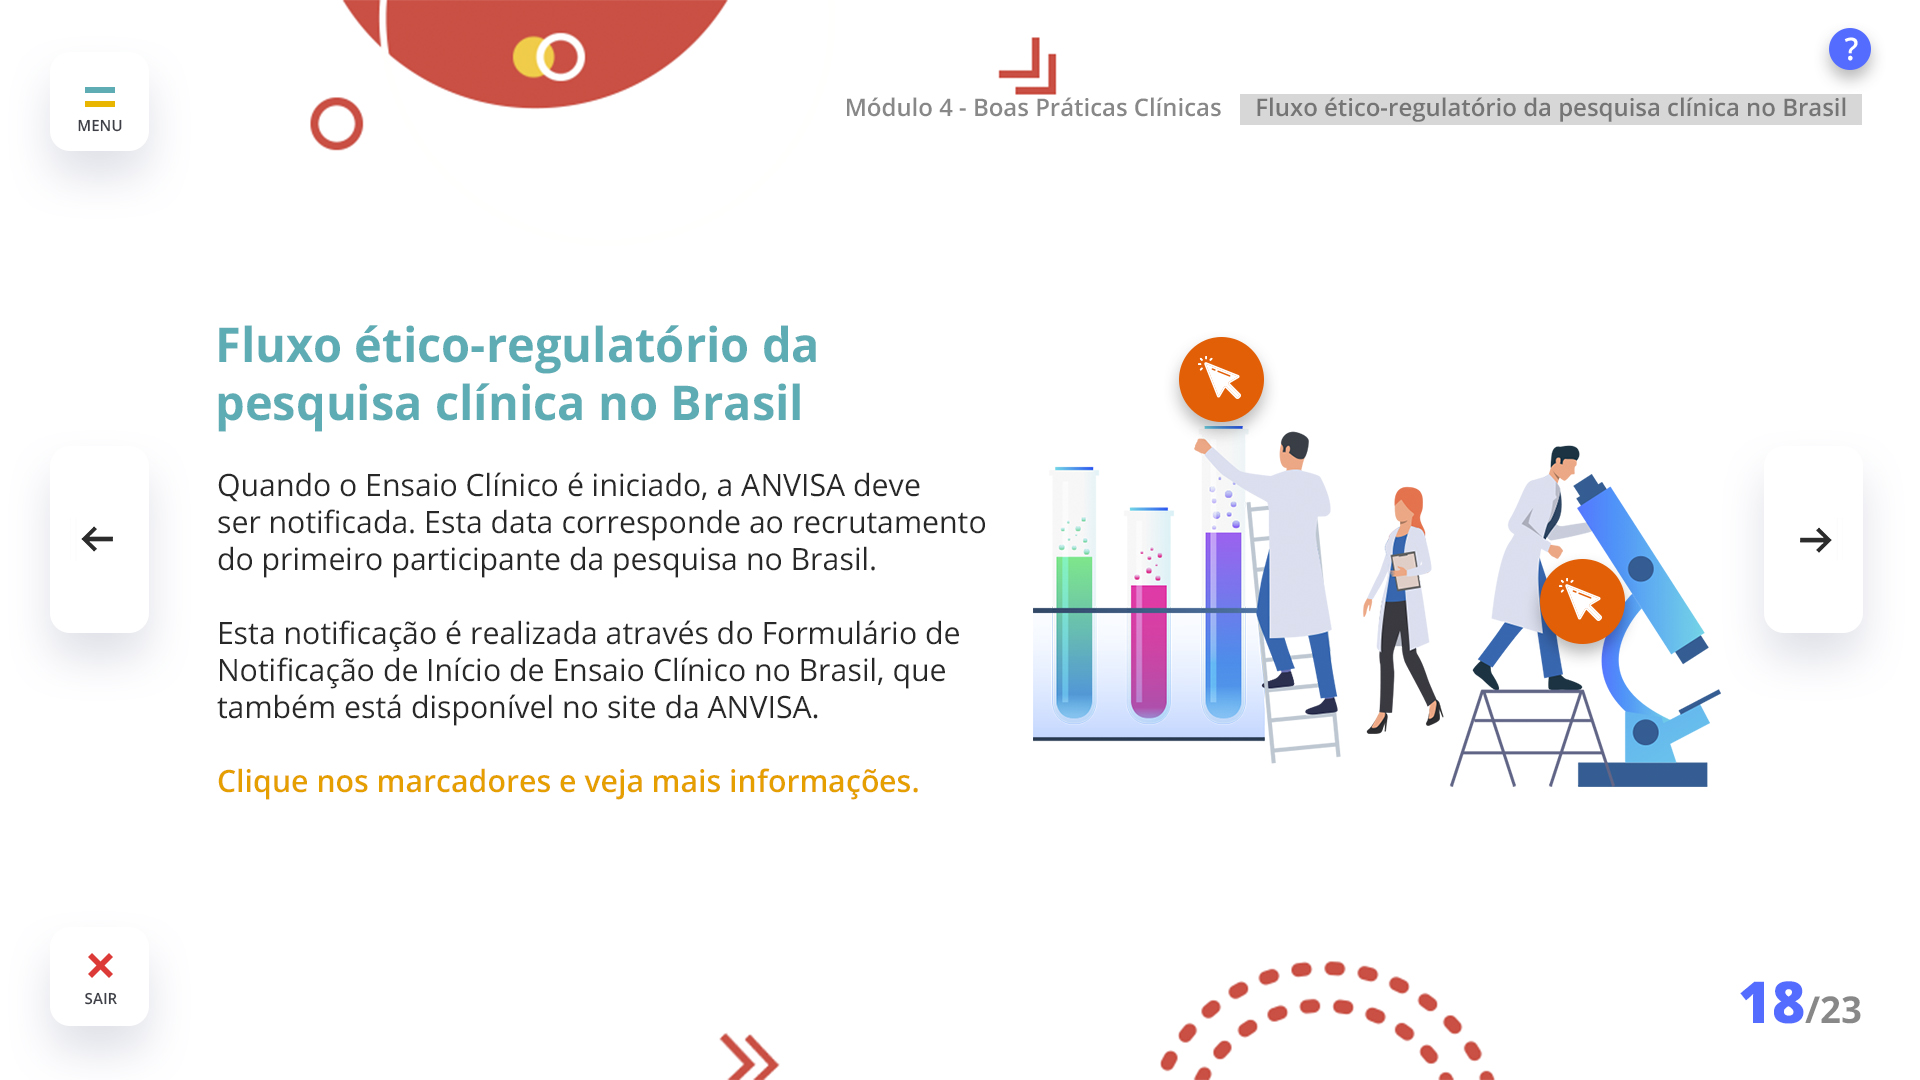 MENU
Módulo 4 - Boas Práticas Clínicas
Fluxo ético-regulatório da pesquisa clínica no Brasil
?
Fluxo ético-regulatório da
pesquisa clínica no Brasil
Quando o Ensaio Clínico é iniciado, a ANVISA deve
ser notificada. Esta data corresponde ao recrutamento
do primeiro participante da pesquisa no Brasil.
Esta notificação é realizada através do Formulário de
Notificação de Início de Ensaio Clínico no Brasil, que
também está disponível no site da ANVISA.
Clique nos marcadores e veja mais informações.
SAIR
18/23